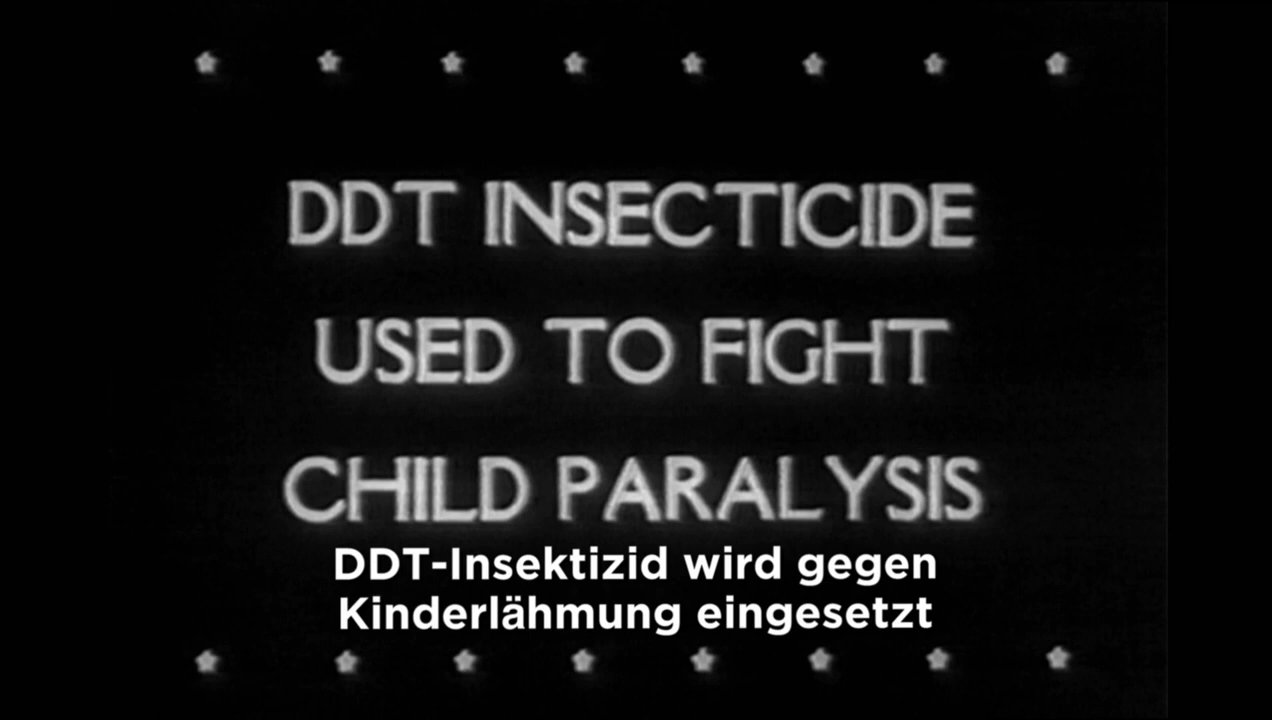 DDT INSECTICIDE
USED TO FIGHT
CHILD PARALYSIS
DDT-Insektizid wird gegen
Kinderlähmung eingesetzt